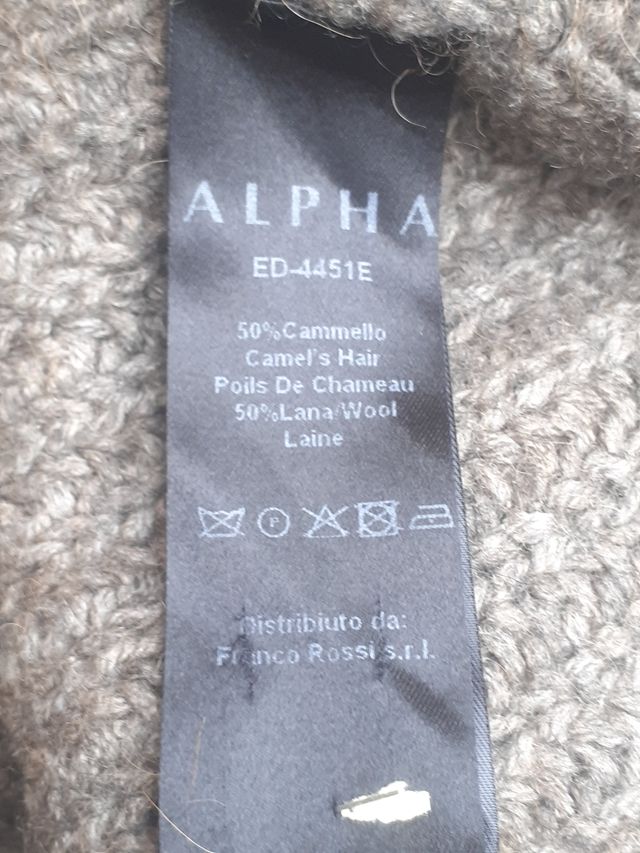 ALPHA
ED-4451E
50%Cammello
Camel's Hair
Poils De Chameau
50%Lana/Wool
Laine
P
Distribiuto da:
Franco Rossi s.r.l.